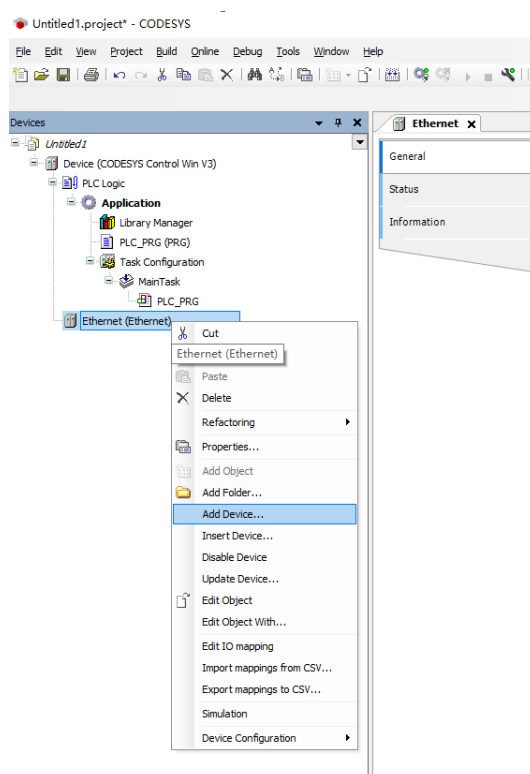 Untitled1.project* - CODESYS
File Edit View Project Build Online Debug Tools Window Help
Devices
Ethernet
Untitled1
Device (CODESYS Control Win V3)
PLC Logic
Application
Library Manager
PLC_PRG (PRG)
Task Configuration
MainTask
PLC_PRG
Ethernet (Ethernet)
General
Status
Information
Cut
Ethernet (Ethernet)
Paste
Delete
Refactoring
Properties...
Add Object
Add Folder...
Add Device...
Insert Device...
Disable Device
Update Device...
Edit Object
Edit Object With...
Edit IO mapping
Import mappings from CSV...
Export mappings to CSV...
Simulation
Device Configuration